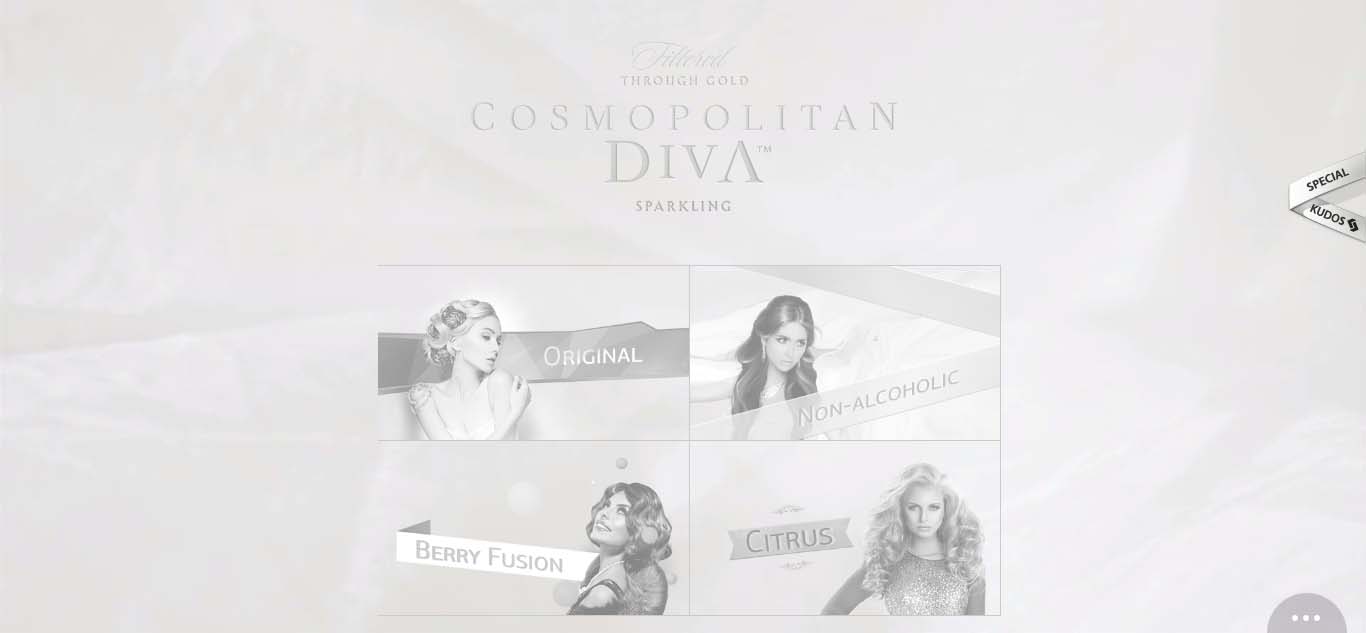 Filtered
THROUGH GOLD
COSMOPOLITAN
DIVA™
SPARKLING
SPECIAL
KUDOS
ORIGINAL
NON-ALCOHOLIC
BERRY FUSION
CITRUS